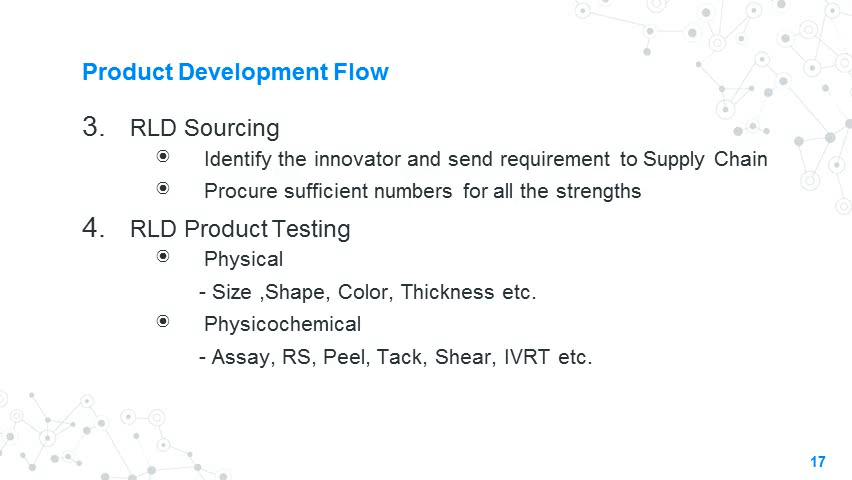 Product Development Flow
3. RLD Sourcing
Identify the innovator and send requirement to Supply Chain
Procure sufficient numbers for all the strengths
4. RLD Product Testing
Physical
- Size ,Shape, Color, Thickness etc.
Physicochemical
- Assay, RS, Peel, Tack, Shear, IVRT etc.
17